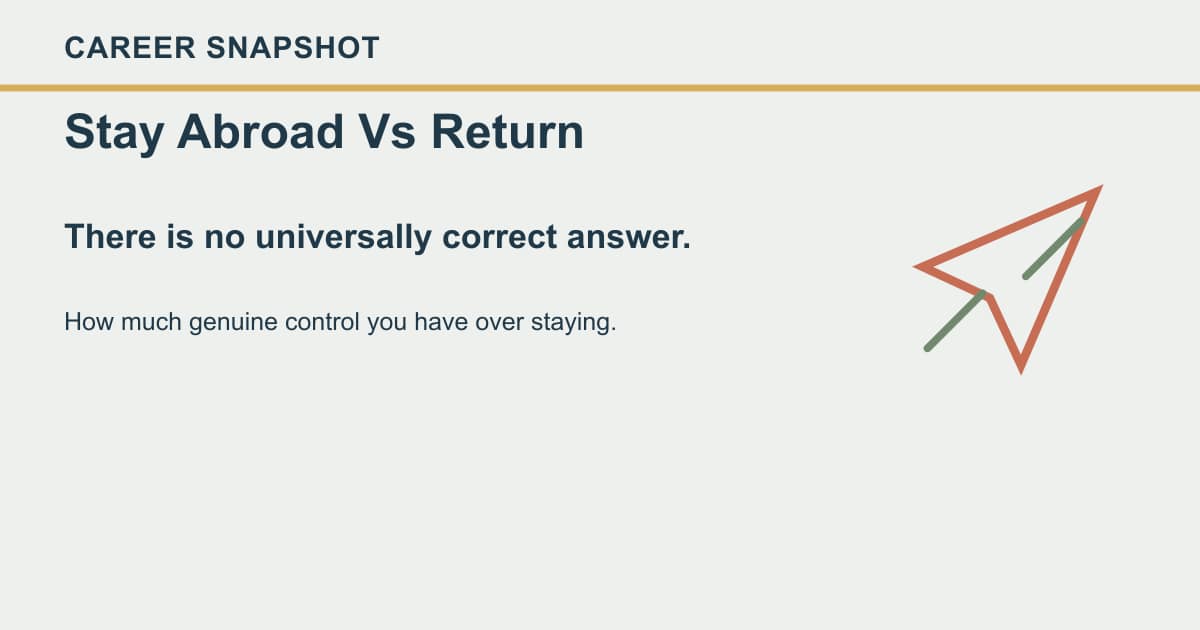 CAREER SNAPSHOT
Stay Abroad Vs Return
There is no universally correct answer.
How much genuine control you have over staying.